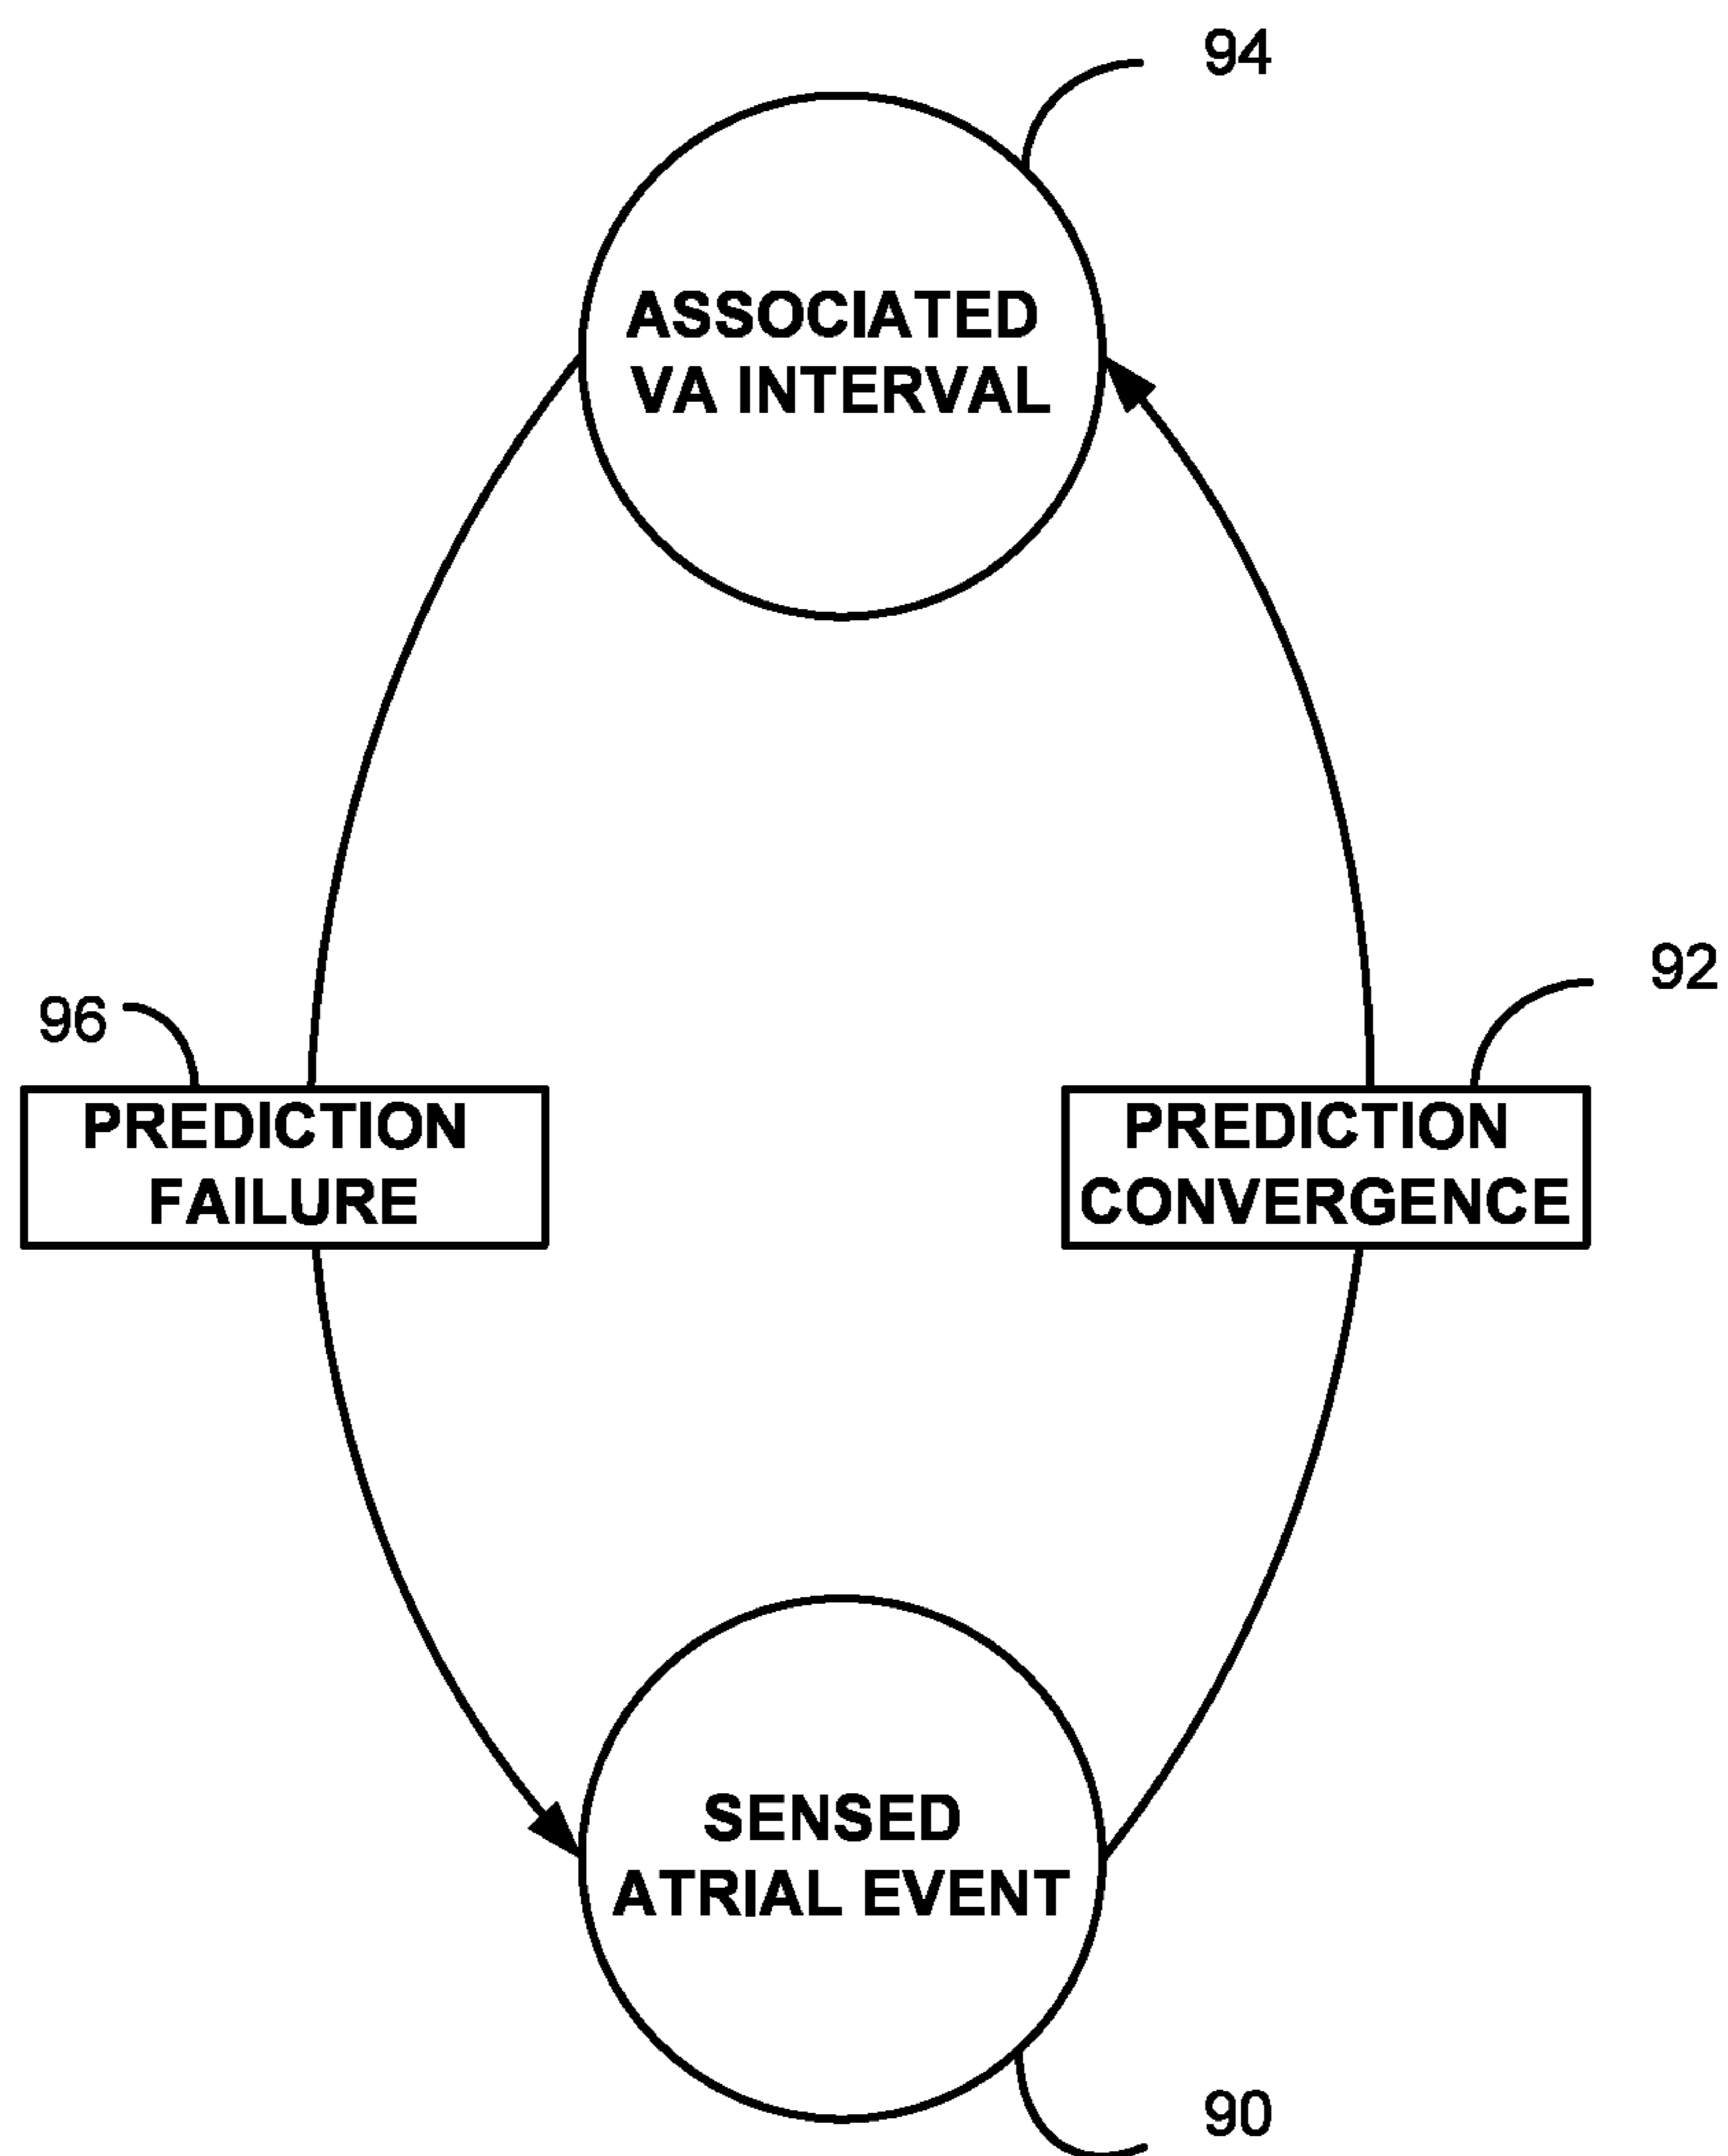 94
ASSOCIATED
VA INTERVAL
92
96
PREDICTION
FAILURE
PREDICTION
CONVERGENCE
SENSED
ATRIAL EVENT
90